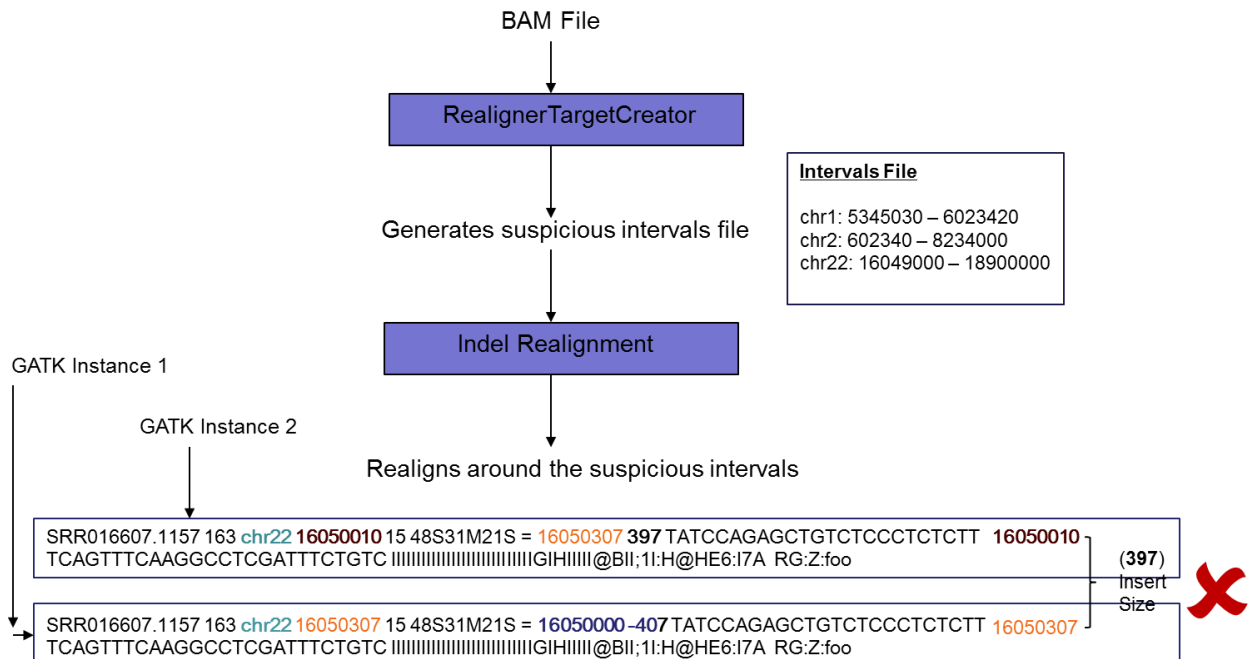 BAM File
RealignerTargetCreator
Intervals File
chr1: 5345030 – 6023420
chr2: 602340 – 8234000
chr22: 16049000 – 18900000
Generates suspicious intervals file
Indel Realignment
GATK Instance 1
GATK Instance 2
Realigns around the suspicious intervals
SRR016607.1157 163 chr22 16050010 15 48S31M21S = 16050307 397 TATCCAGAGCTGTCTCCCTCTCTT 16050010
TCAGTTTCAAGGCCTCGATTTCTGTC IIIIIIIIIIIIIIIIIIIIIIIIIIIGIHIIIII@BII;1I:H@HE6:I7A RG:Z:foo
(397)
Insert
Size
SRR016607.1157 163 chr22 16050307 15 48S31M21S = 16050000 -407 TATCCAGAGCTGTCTCCCTCTCTT 16050307
TCAGTTTCAAGGCCTCGATTTCTGTC IIIIIIIIIIIIIIIIIIIIIIIIIIIGIHIIIII@BII;1I:H@HE6:I7A RG:Z:foo